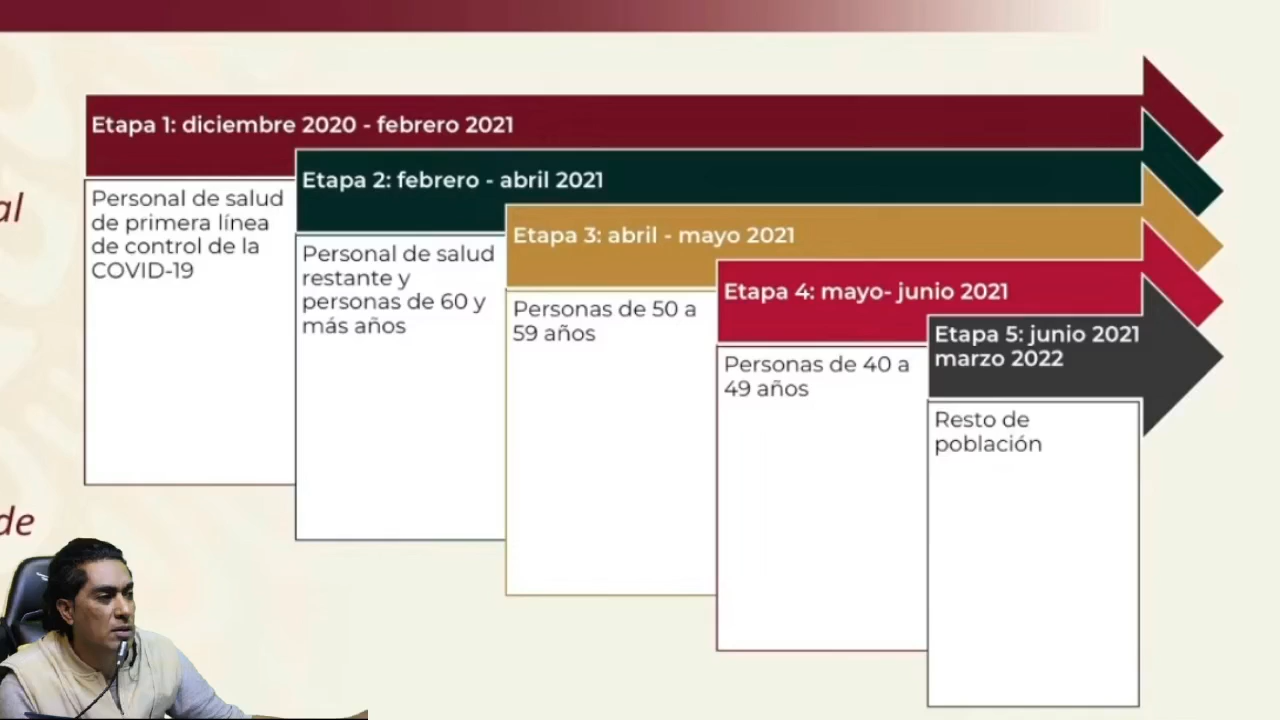 Etapa 1: diciembre 2020 - febrero 2021
Personal de salud
de primera línea
de control de la
COVID-19
Etapa 2: febrero - abril 2021
Personal de salud
restante y
personas de 60 y
más años
Etapa 3: abril - mayo 2021
Personas de 50 a
59 años
Etapa 4: mayo- junio 2021
Personas de 40 a
49 años
Etapa 5: junio 2021
marzo 2022
Resto de
población
al
de